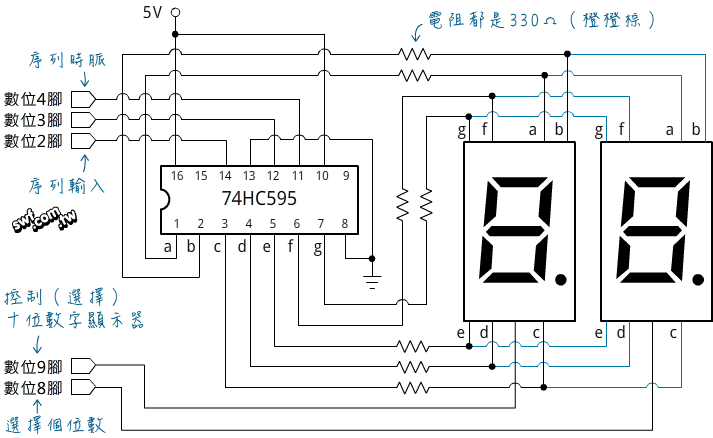 5V
電阻都是330Ω（橙橙棕）
序列時脈
數位4腳
數位3腳
數位2腳
序列輸入
swf.com.tw
16 15 14 13 12 11 10 9
74HC595
1 2 3 4 5 6 7 8
a b c d e f g
g f a b
g f a b
e d c
e d c
控制（選擇）
十位數字顯示器
數位9腳
數位8腳
選擇個位數